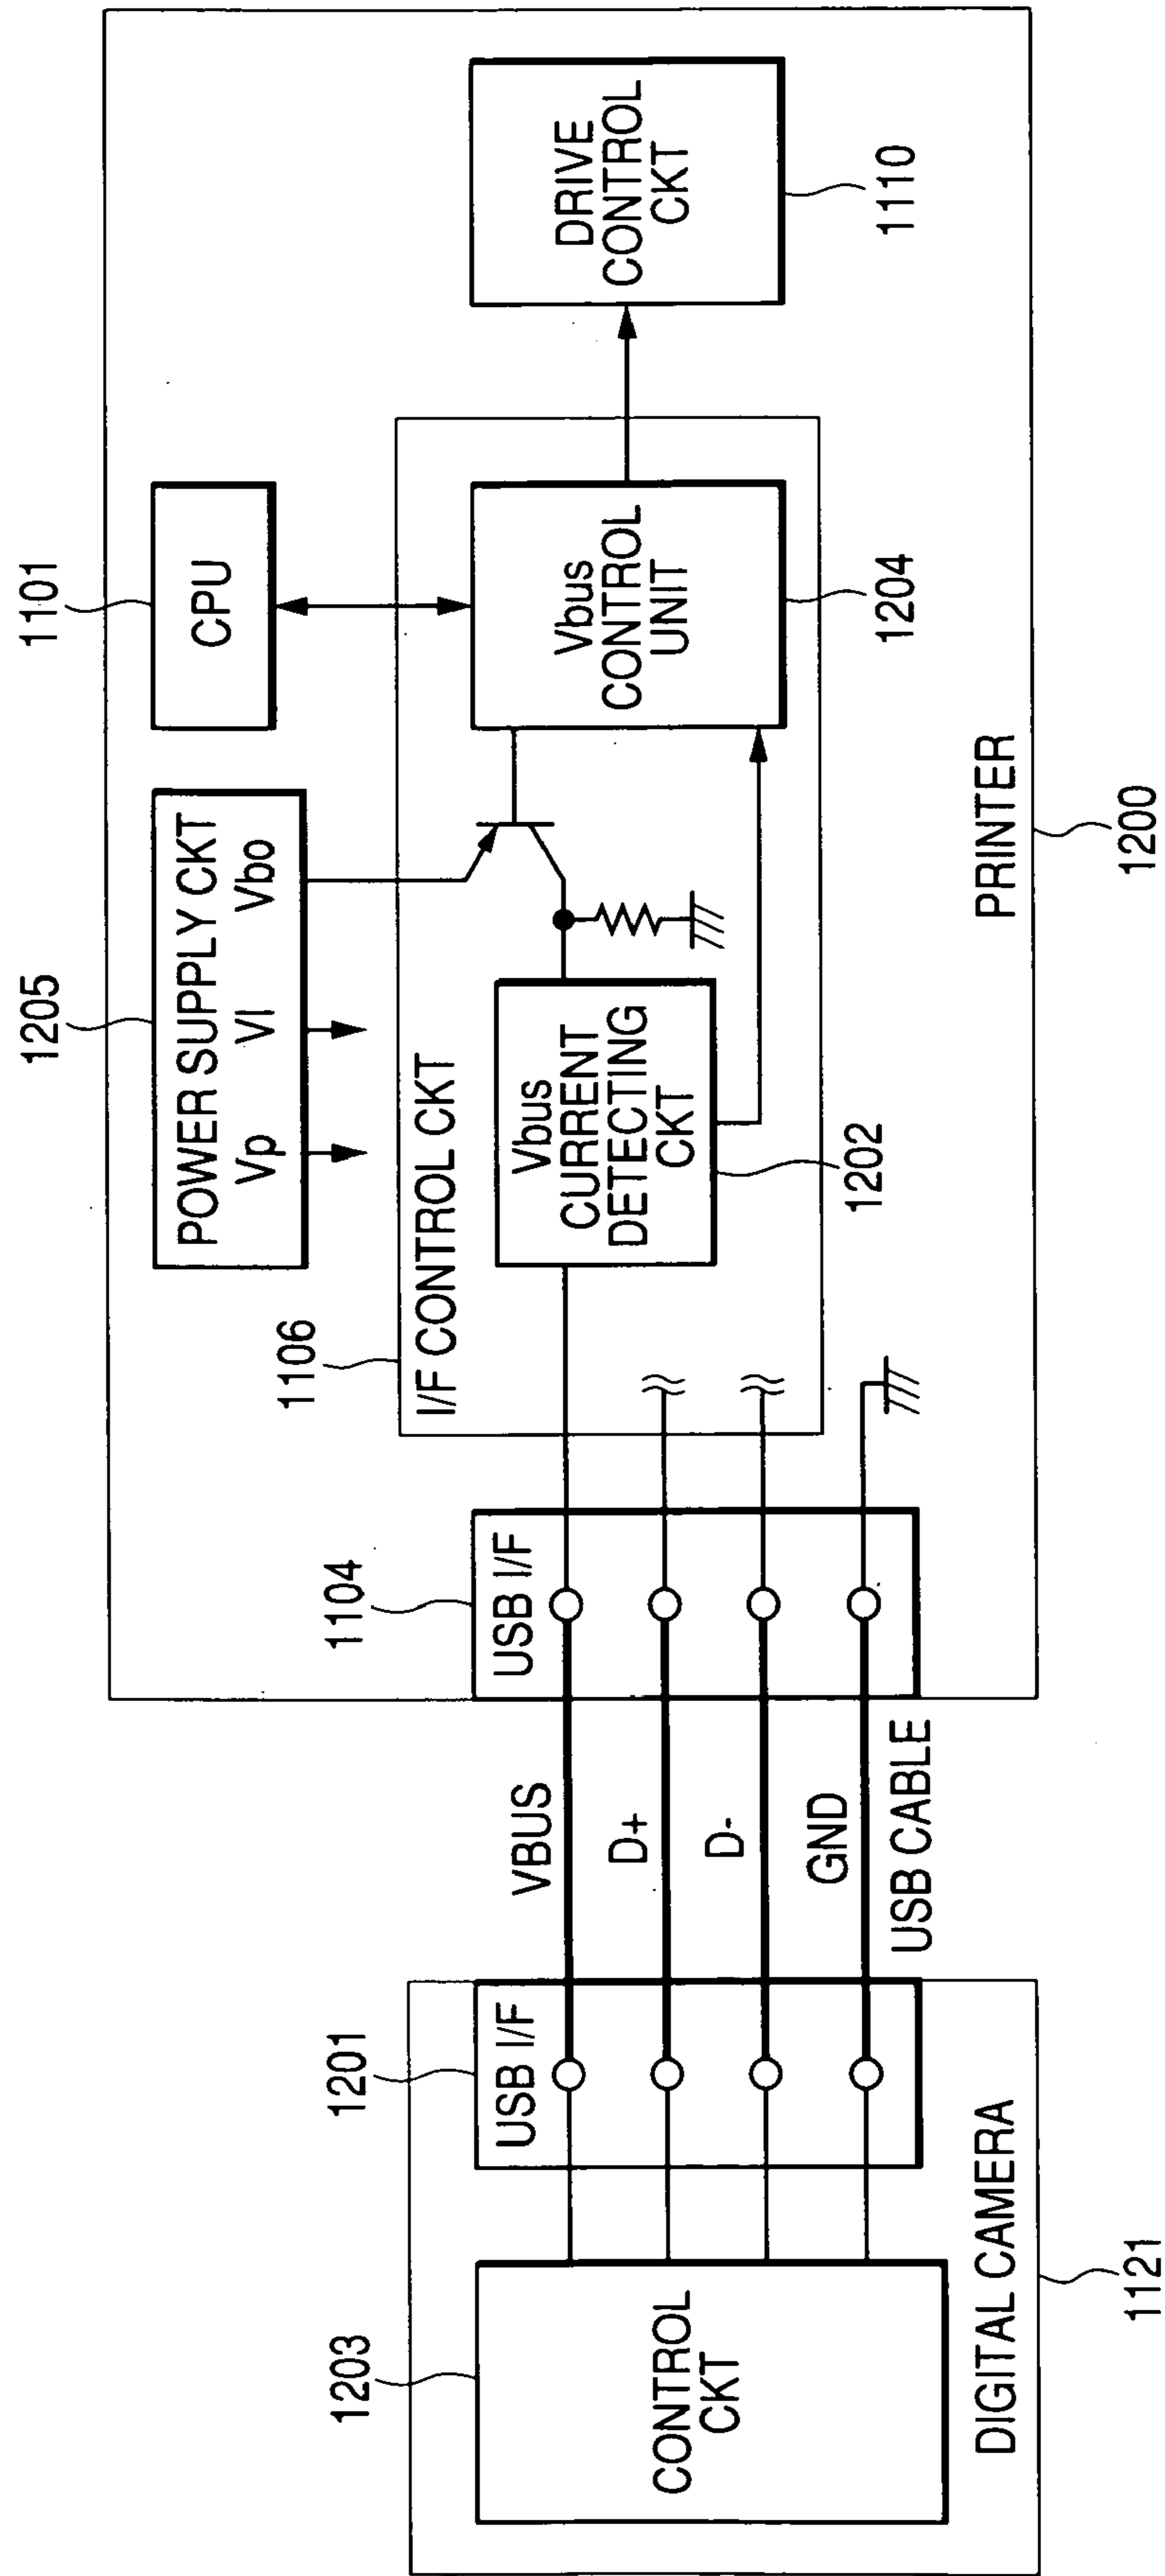 1203
CONTROL
CKT
DIGITAL CAMERA
1121
1201
USB I/F
VBUS
D+
D-
GND
USB CABLE
1104
USB I/F
1106
I/F CONTROL CKT
1205
POWER SUPPLY CKT
Vp Vl Vbo
1101
CPU
Vbus
CURRENT
DETECTING
CKT
1202
Vbus
CONTROL
UNIT
1204
DRIVE
CONTROL
CKT
1110
PRINTER
1200